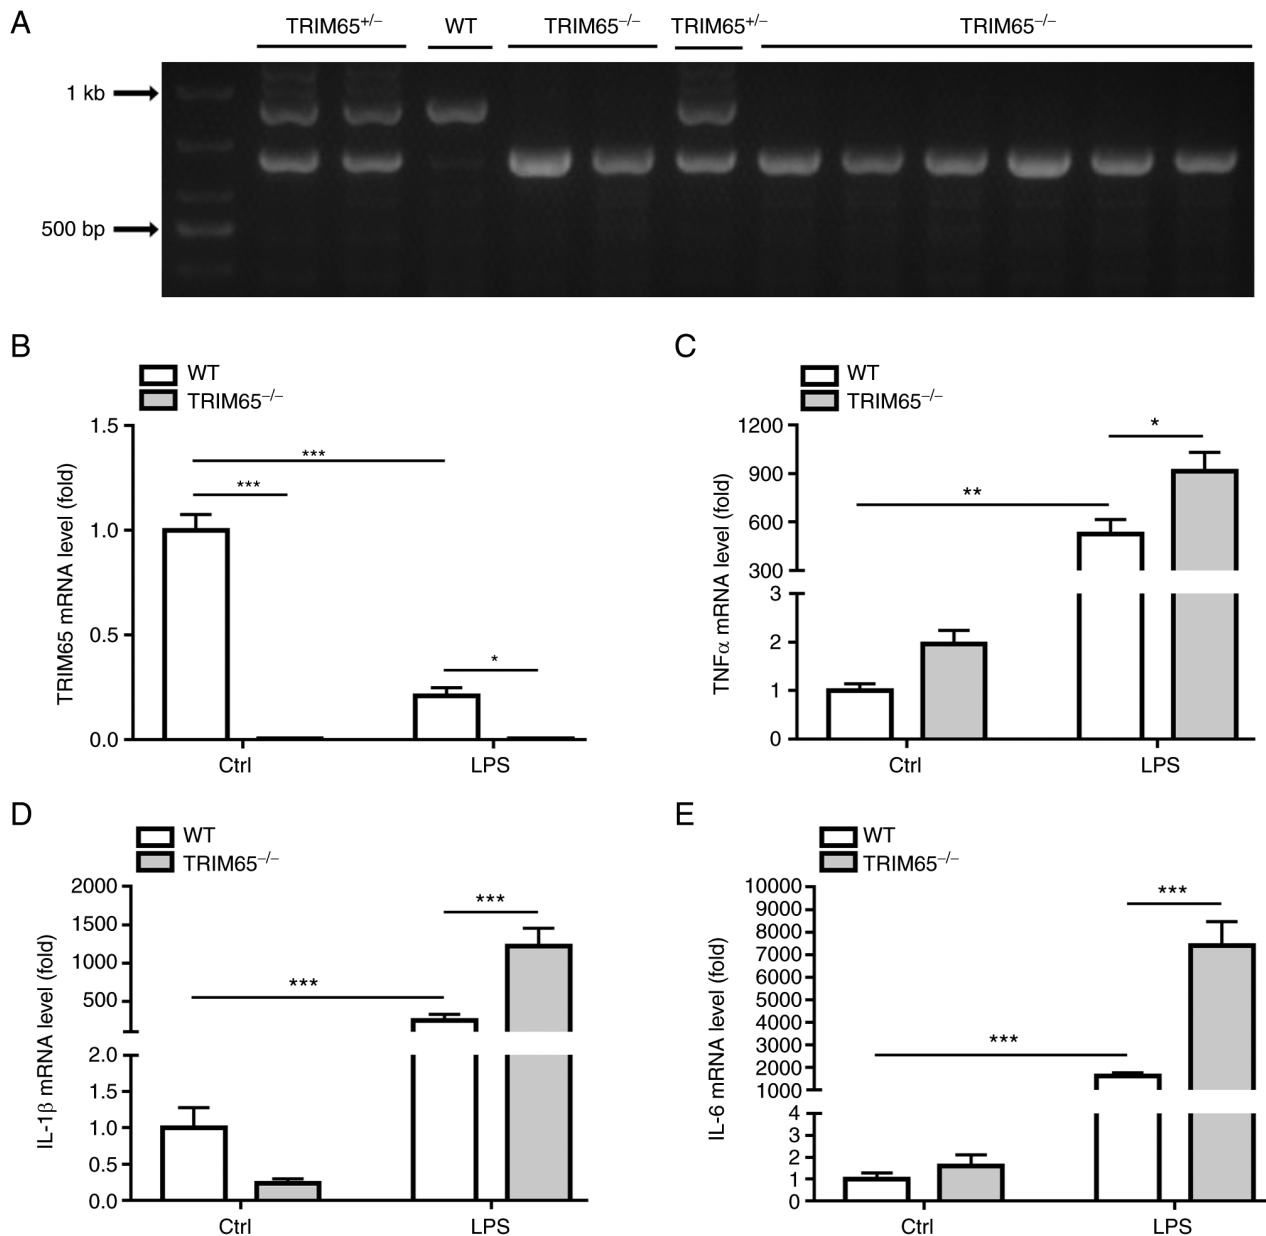 A
TRIM65+/− WT TRIM65−/− TRIM65+/− TRIM65−/−
1 kb
500 bp
B
WT
TRIM65−/−
TRIM65 mRNA level (fold)
1.5
1.0
0.5
0.0
***
***
*
Ctrl LPS
C
WT
TRIM65−/−
TNFα mRNA level (fold)
1200
900
600
300
3
2
1
0
*
**
Ctrl LPS
D
WT
TRIM65−/−
IL-1β mRNA level (fold)
2000
1500
1000
500
2.0
1.5
1.0
0.5
0.0
***
***
Ctrl LPS
E
WT
TRIM65−/−
IL-6 mRNA level (fold)
10000
9000
8000
7000
6000
5000
4000
3000
2000
1000
4
3
2
1
0
***
***
Ctrl LPS